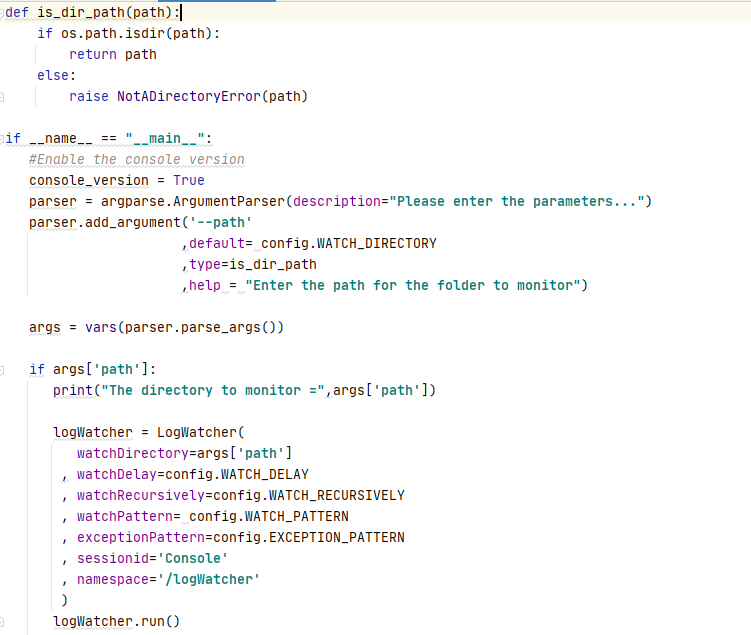 def is_dir_path(path):
    if os.path.isdir(path):
        return path
    else:
        raise NotADirectoryError(path)

if __name__ == "__main__":
   #Enable the console version
   console_version = True
   parser = argparse.ArgumentParser(description="Please enter the parameters...")
   parser.add_argument('--path'
                      ,default= config.WATCH_DIRECTORY
                      ,type=is_dir_path
                      ,help = "Enter the path for the folder to monitor")

   args = vars(parser.parse_args())

   if args['path']:
      print("The directory to monitor =",args['path'])

      logWatcher = LogWatcher(
         watchDirectory=args['path']
       , watchDelay=config.WATCH_DELAY
       , watchRecursively=config.WATCH_RECURSIVELY
       , watchPattern= config.WATCH_PATTERN
       , exceptionPattern=config.EXCEPTION_PATTERN
       , sessionid='Console'
       , namespace='/logWatcher'
       )
      logWatcher.run()